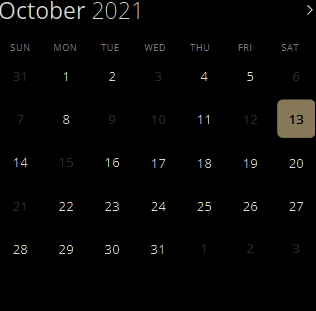 October 2021 >
SUN MON TUE WED THU FRI SAT
31 1 2 3 4 5 6
7 8 9 10 11 12 13
14 15 16 17 18 19 20
21 22 23 24 25 26 27
28 29 30 31 1 2 3